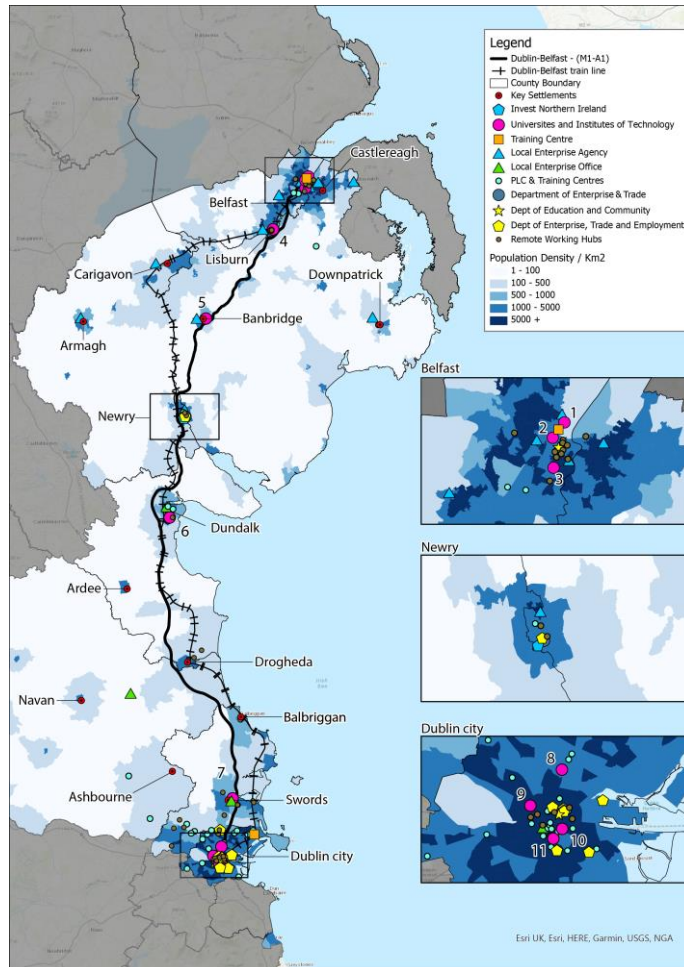 Legend
Dublin-Belfast - (M1-A1)
Dublin-Belfast train line
County Boundary
Key Settlements
Invest Northern Ireland
Universites and Institutes of Technology
Training Centre
Local Enterprise Agency
Local Enterprise Office
PLC & Training Centres
Department of Enterprise & Trade
Dept of Education and Community
Dept of Enterprise, Trade and Employment
Remote Working Hubs
Population Density / Km2
1 - 100
100 - 500
500 - 1000
1000 - 5000
5000 +
Castlereagh
Belfast
4
Lisburn
Carigavon
Downpatrick
5
Banbridge
Armagh
Newry
6
Dundalk
Ardee
Drogheda
Navan
Balbriggan
7
Ashbourne
Swords
Dublin city
Belfast
1
2
3
Newry
Dublin city
8
9
10
11
Esri UK, Esri, HERE, Garmin, USGS, NGA